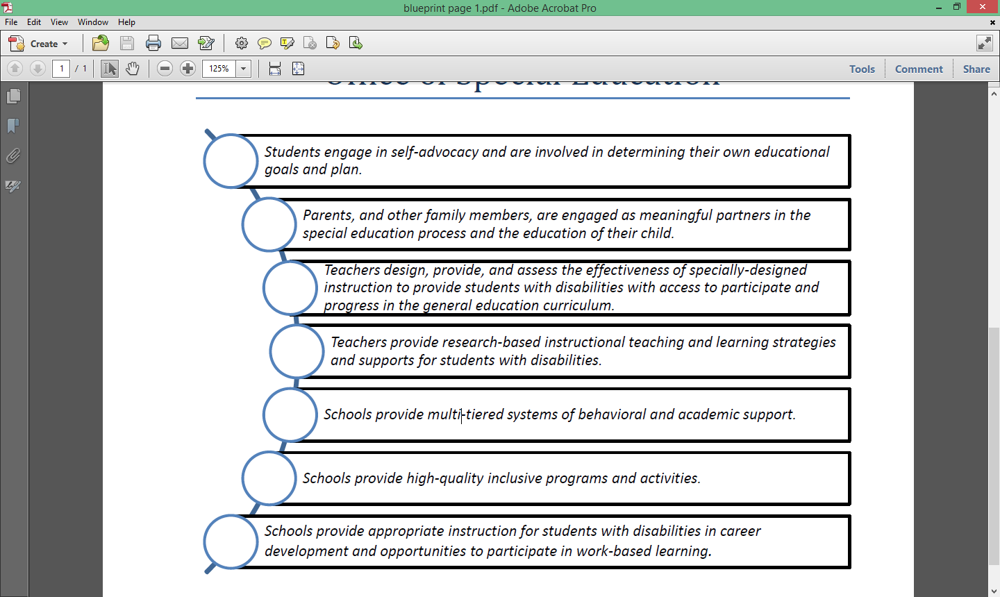 blueprint page 1.pdf - Adobe Acrobat Pro
File Edit View Window Help
Create
1 / 1 125% Tools Comment Share
Office of Special Education
Students engage in self-advocacy and are involved in determining their own educational
goals and plan.
Parents, and other family members, are engaged as meaningful partners in the
special education process and the education of their child.
Teachers design, provide, and assess the effectiveness of specially-designed
instruction to provide students with disabilities with access to participate and
progress in the general education curriculum.
Teachers provide research-based instructional teaching and learning strategies
and supports for students with disabilities.
Schools provide multi-tiered systems of behavioral and academic support.
Schools provide high-quality inclusive programs and activities.
Schools provide appropriate instruction for students with disabilities in career
development and opportunities to participate in work-based learning.